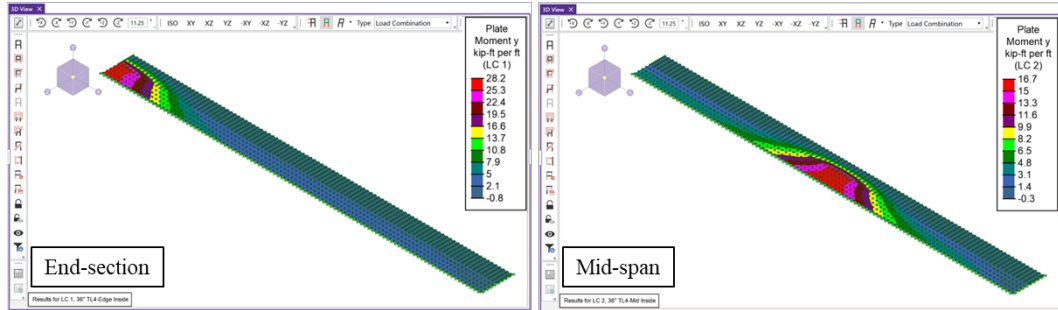 3D View ×
11.25 °
ISO XY XZ YZ -XY -XZ -YZ
Type Load Combination
Plate
Moment y
kip-ft per ft
(LC 1)
28.2
25.3
22.4
19.5
16.6
13.7
10.8
7.9
5
2.1
-0.8
End-section
Results for LC 1, 36" TL4-Edge Inside
3D View ×
11.25 °
ISO XY XZ YZ -XY -XZ -YZ
Type Load Combination
Plate
Moment y
kip-ft per ft
(LC 2)
16.7
15
13.3
11.6
9.9
8.2
6.5
4.8
3.1
1.4
-0.3
Mid-span
Results for LC 2, 36" TL4-Mid Inside